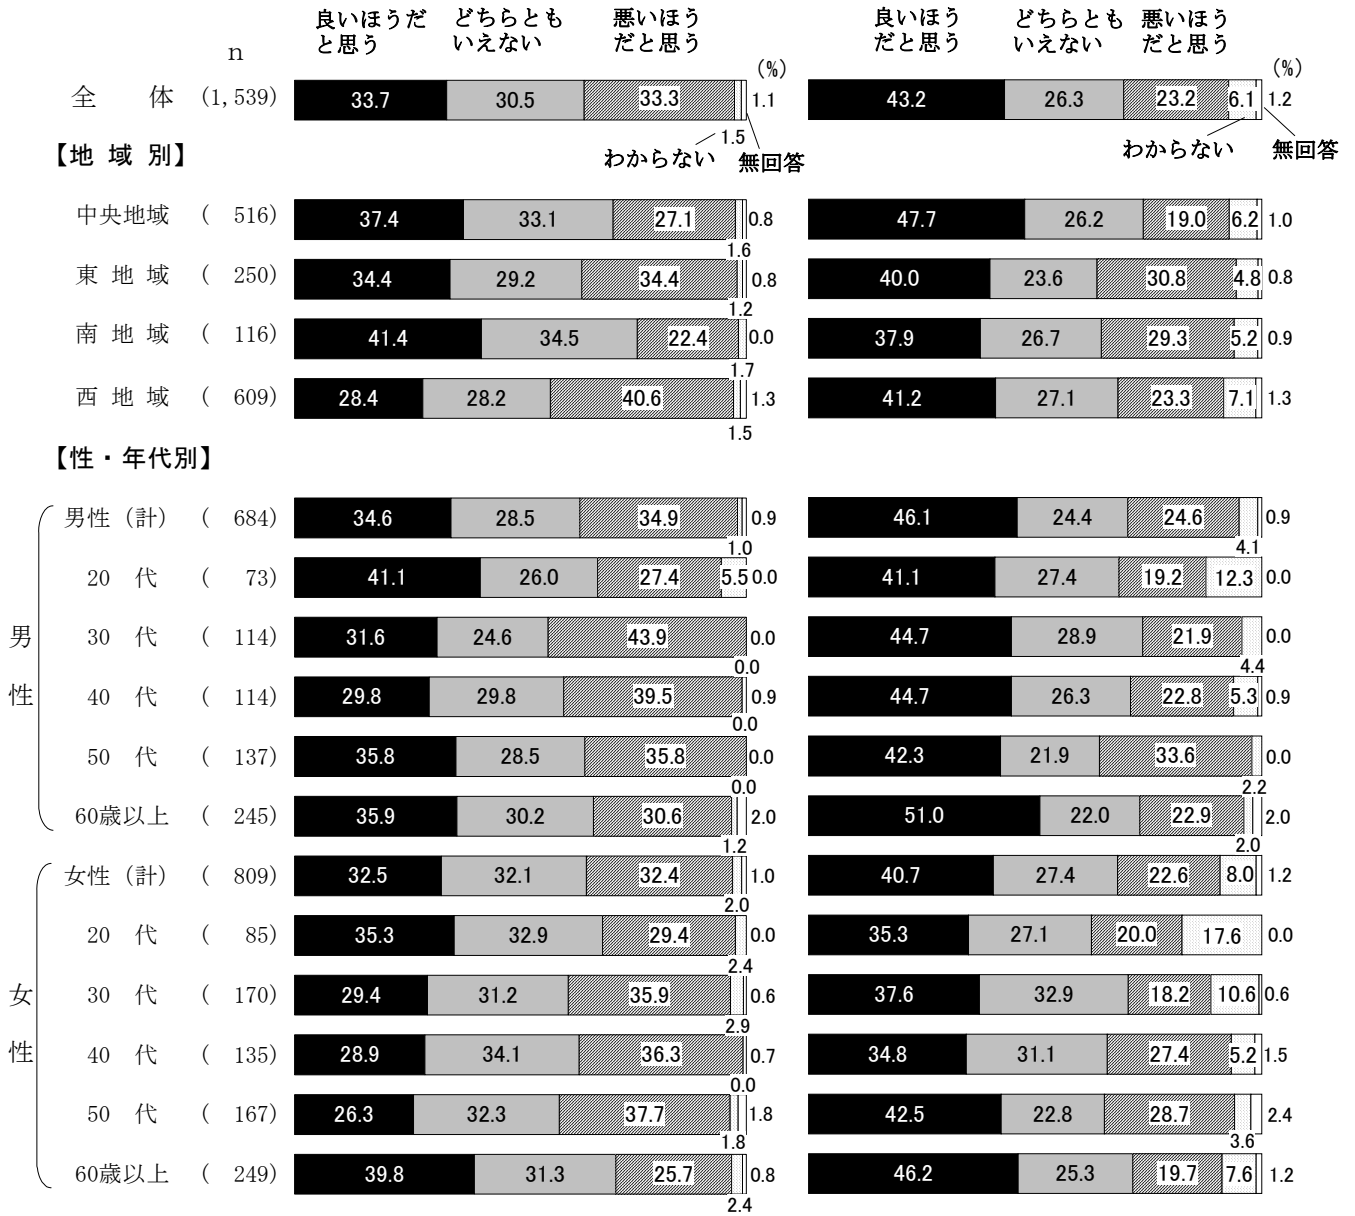 良いほうだ どちらとも 悪いほう 良いほう どちらとも 悪いほう
と思う いえない だと思う だと思う いえない だと思う
n
(%) (%)
全 体 (1,539) 33.7 30.5 33.3 1.1 43.2 26.3 23.2 6.1 1.2
1.5
【地 域 別】 わからない 無回答 わからない 無回答
中央地域 ( 516) 37.4 33.1 27.1 0.8 47.7 26.2 19.0 6.2 1.0
1.6
東 地 域 ( 250) 34.4 29.2 34.4 0.8 40.0 23.6 30.8 4.8 0.8
1.2
南 地 域 ( 116) 41.4 34.5 22.4 0.0 37.9 26.7 29.3 5.2 0.9
1.7
西 地 域 ( 609) 28.4 28.2 40.6 1.3 41.2 27.1 23.3 7.1 1.3
1.5
【性・年代別】
男性（計） ( 684) 34.6 28.5 34.9 0.9 46.1 24.4 24.6 0.9
1.0 4.1
20 代 ( 73) 41.1 26.0 27.4 5.5 0.0 41.1 27.4 19.2 12.3 0.0
男 30 代 ( 114) 31.6 24.6 43.9 0.0 44.7 28.9 21.9 0.0
0.0 4.4
性 40 代 ( 114) 29.8 29.8 39.5 0.9 44.7 26.3 22.8 5.3 0.9
0.0
50 代 ( 137) 35.8 28.5 35.8 0.0 42.3 21.9 33.6 0.0
0.0 2.2
60歳以上 ( 245) 35.9 30.2 30.6 2.0 51.0 22.0 22.9 2.0
1.2 2.0
女性（計） ( 809) 32.5 32.1 32.4 1.0 40.7 27.4 22.6 8.0 1.2
2.0
20 代 ( 85) 35.3 32.9 29.4 0.0 35.3 27.1 20.0 17.6 0.0
2.4
女 30 代 ( 170) 29.4 31.2 35.9 0.6 37.6 32.9 18.2 10.6 0.6
2.9
性 40 代 ( 135) 28.9 34.1 36.3 0.7 34.8 31.1 27.4 5.2 1.5
0.0
50 代 ( 167) 26.3 32.3 37.7 1.8 42.5 22.8 28.7 2.4
1.8 3.6
60歳以上 ( 249) 39.8 31.3 25.7 0.8 46.2 25.3 19.7 7.6 1.2
2.4